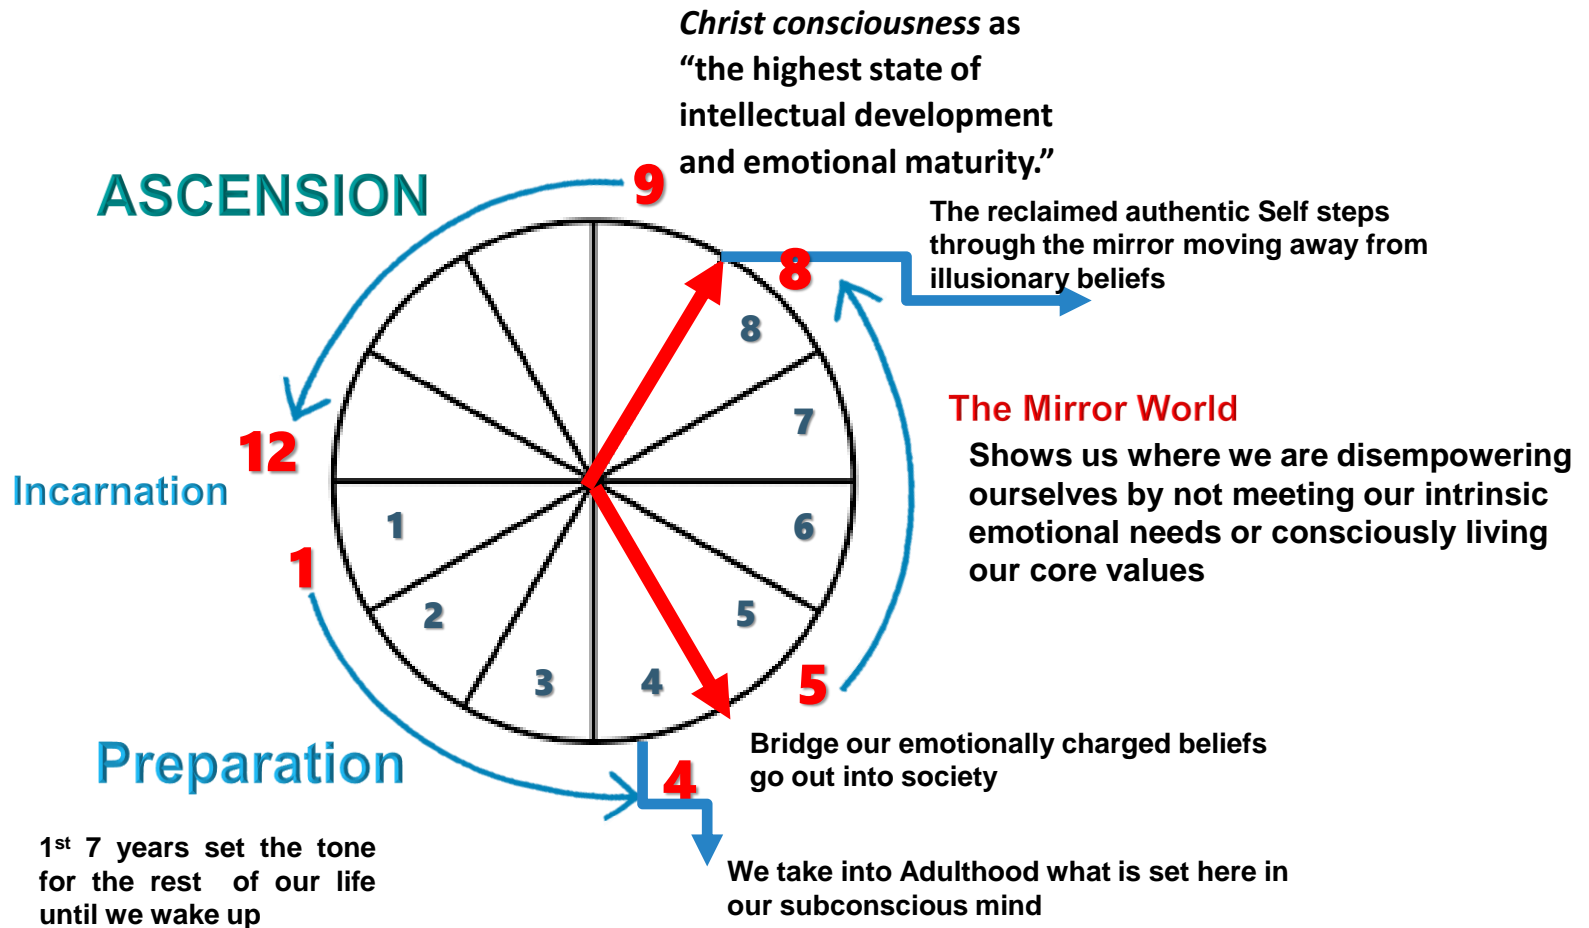 Christ consciousness as
“the highest state of
intellectual development
and emotional maturity.”
ASCENSION
9
The reclaimed authentic Self steps
through the mirror moving away from
illusionary beliefs
8
8
The Mirror World
7
Shows us where we are disempowering
ourselves by not meeting our intrinsic
emotional needs or consciously living
our core values
12
Incarnation
1
6
1
2
5
3
4
5
Preparation
Bridge our emotionally charged beliefs
go out into society
4
1st 7 years set the tone
for the rest of our life
until we wake up
We take into Adulthood what is set here in
our subconscious mind